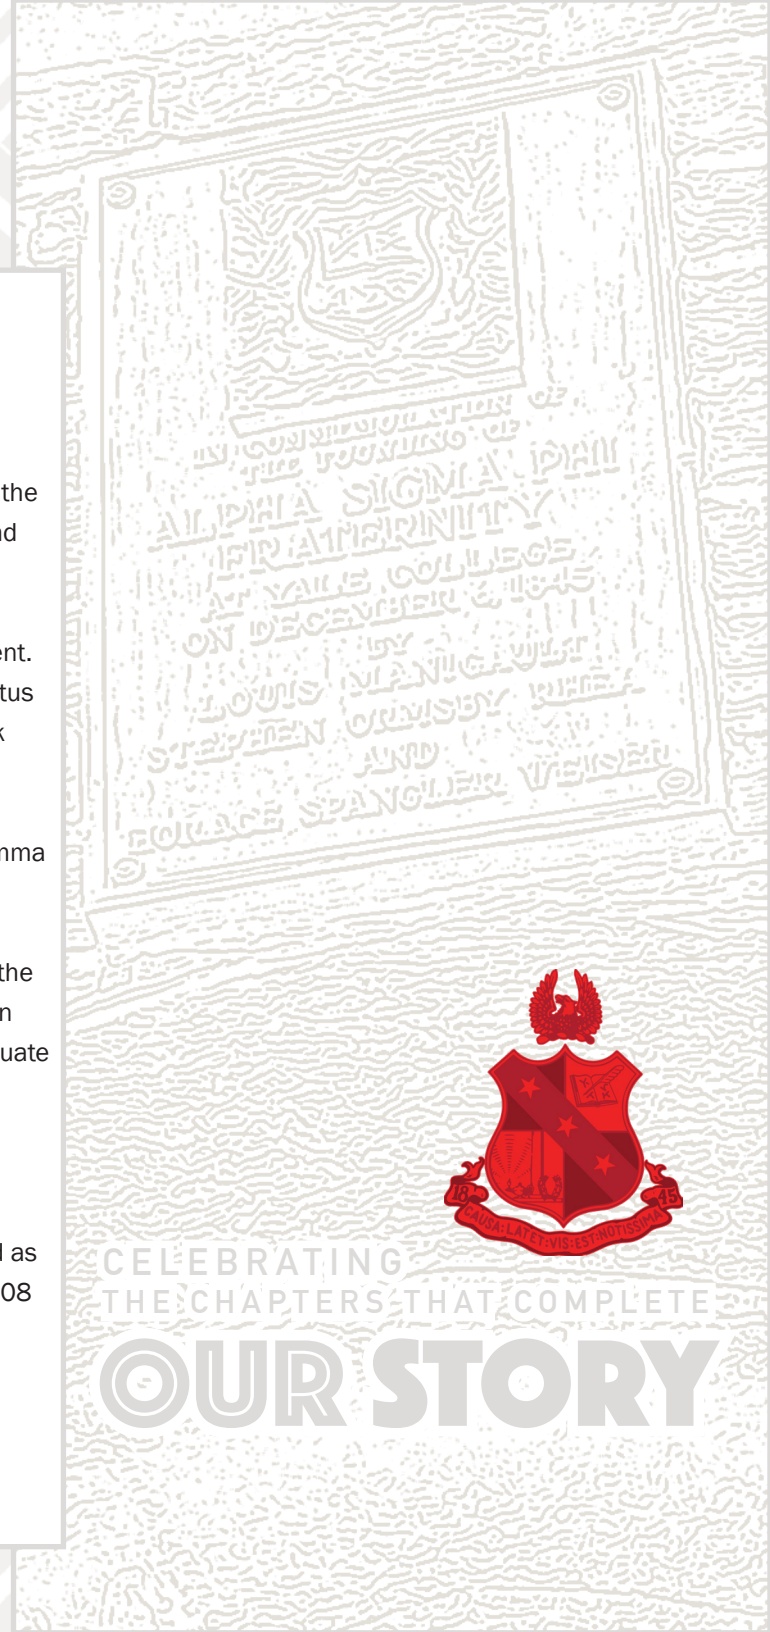 the
nd
ent.
tus
k
mma
the
n
uate
l as
08
IN COMMEMORATION OF
THE FOUNDING OF
ALPHA SIGMA PHI
FRATERNITY
AT YALE COLLEGE
ON DECEMBER 6, 1845
BY
LOUIS MANIGAULT
STEPHEN ORMSBY RHEA
AND
HORACE SPANGLER WEISER
18 45
CAUSA:LATET:VIS:EST:NOTISSIMA
CELEBRATING
THE CHAPTERS THAT COMPLETE
OUR STORY